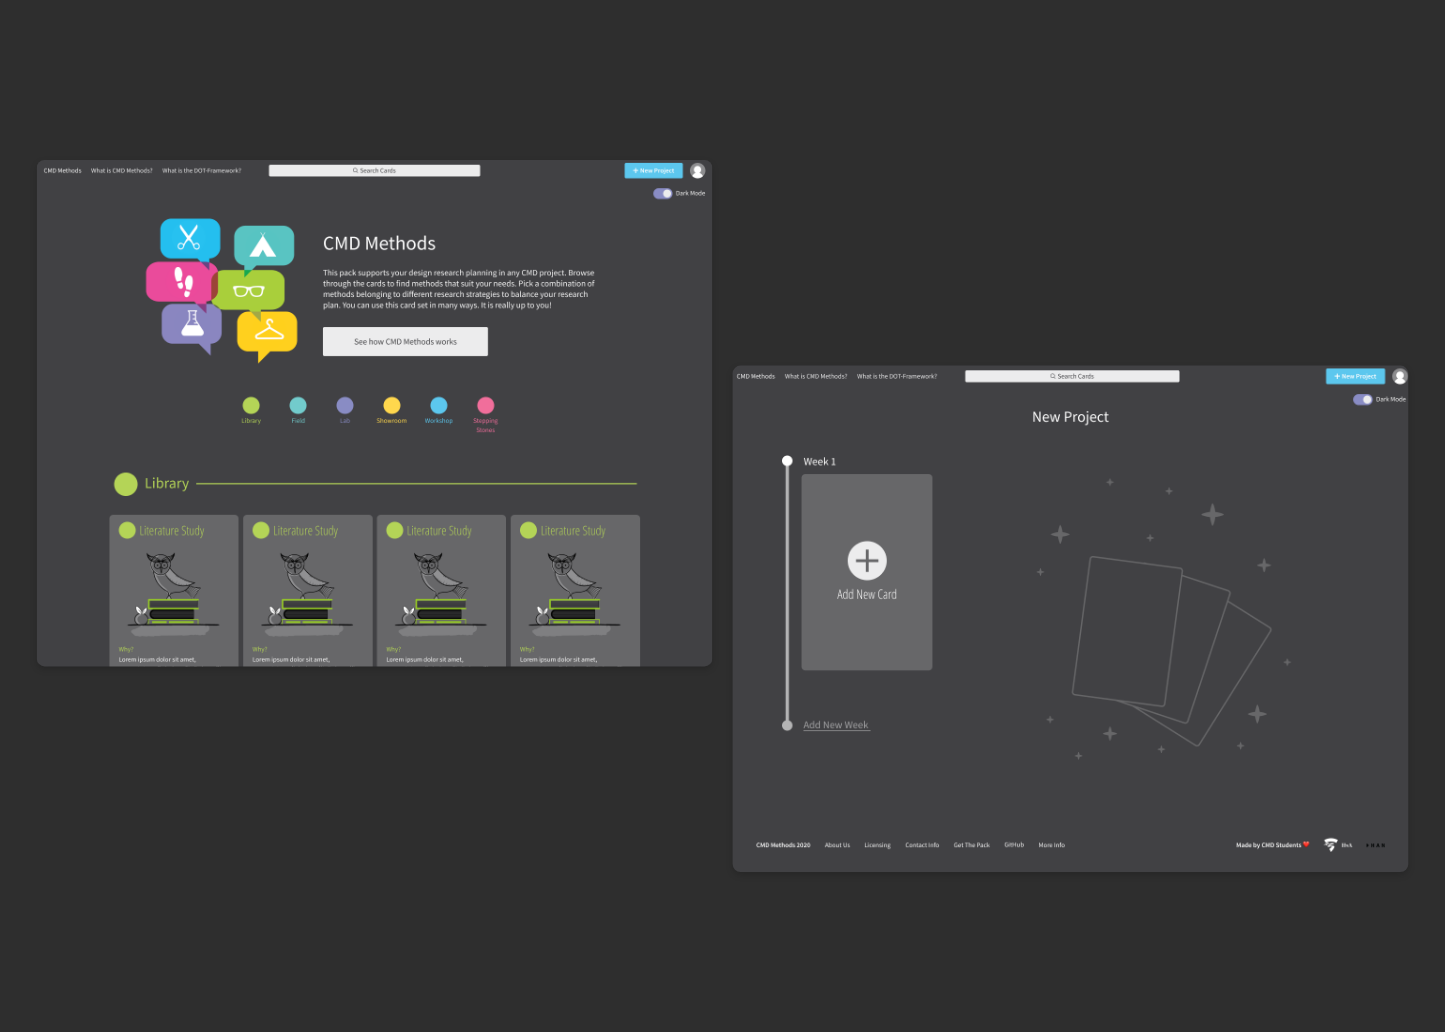 CMD Methods What is CMD Methods? What is the DOT-Framework? Search Cards + New Project
Dark Mode
CMD Methods
This pack supports your design research planning in any CMD project. Browse
through the cards to find methods that suit your needs. Pick a combination of
methods belonging to different research strategies to balance your research
plan. You can use this card set in many ways. It is really up to you!
See how CMD Methods works
Library Field Lab Showroom Workshop Stepping
Stones
Library
Literature Study Literature Study Literature Study Literature Study
Why? Why? Why? Why?
Lorem ipsum dolor sit amet, Lorem ipsum dolor sit amet, Lorem ipsum dolor sit amet, Lorem ipsum dolor sit amet,
CMD Methods What is CMD Methods? What is the DOT-Framework? Search Cards + New Project
Dark Mode
New Project
Week 1
Add New Card
Add New Week
CMD Methods 2020 About Us Licensing Contact Info Get The Pack GitHub More Info Made by CMD Students